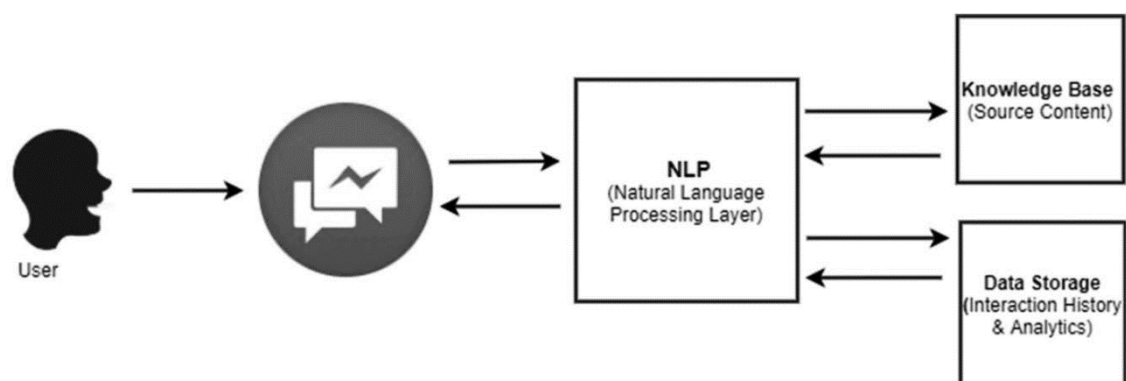 User
NLP
(Natural Language
Processing Layer)
Knowledge Base
(Source Content)
Data Storage
(Interaction History
& Analytics)